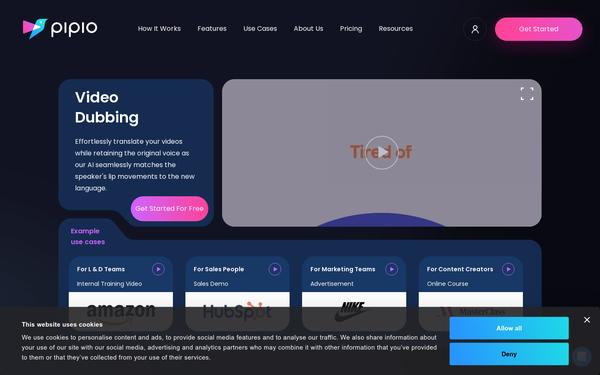 pipio
How It Works
Features
Use Cases
About Us
Pricing
Resources
Get Started
Video
Dubbing
Effortlessly translate your videos
while retaining the original voice as
our AI seamlessly matches the
speaker's lip movements to the new
language.
Get Started For Free
Tired of
Example
use cases
For L & D Teams
Internal Training Video
For Sales People
Sales Demo
For Marketing Teams
Advertisement
For Content Creators
Online Course
amazon
HubSpot
NIKE
MasterClass
This website uses cookies
We use cookies to personalise content and ads, to provide social media features and to analyse our traffic. We also share information about
your use of our site with our social media, advertising and analytics partners who may combine it with other information that you've provided
to them or that they've collected from your use of their services.
Allow all
Deny